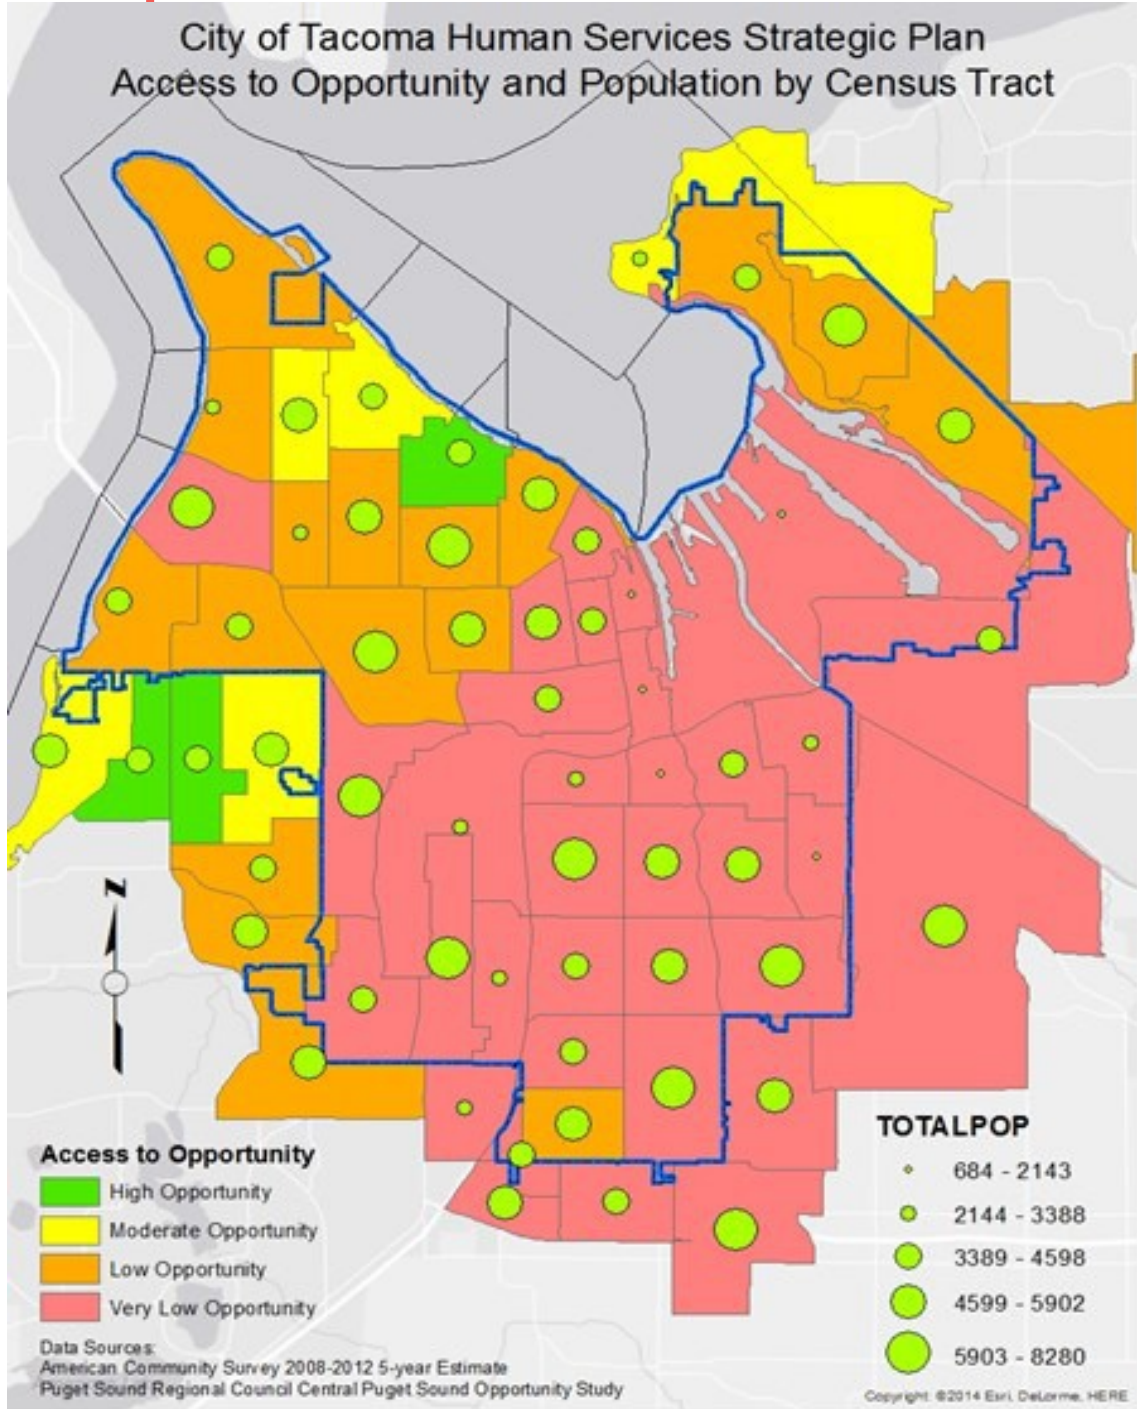 City of Tacoma Human Services Strategic Plan
Access to Opportunity and Population by Census Tract
N
Access to Opportunity
High Opportunity
Moderate Opportunity
Low Opportunity
Very Low Opportunity
Data Sources:
American Community Survey 2008-2012 5-year Estimate
Puget Sound Regional Council Central Puget Sound Opportunity Study
TOTALPOP
684 - 2143
2144 - 3388
3389 - 4598
4599 - 5902
5903 - 8280
Copyright: ©2014 Esri, DeLorme, HERE